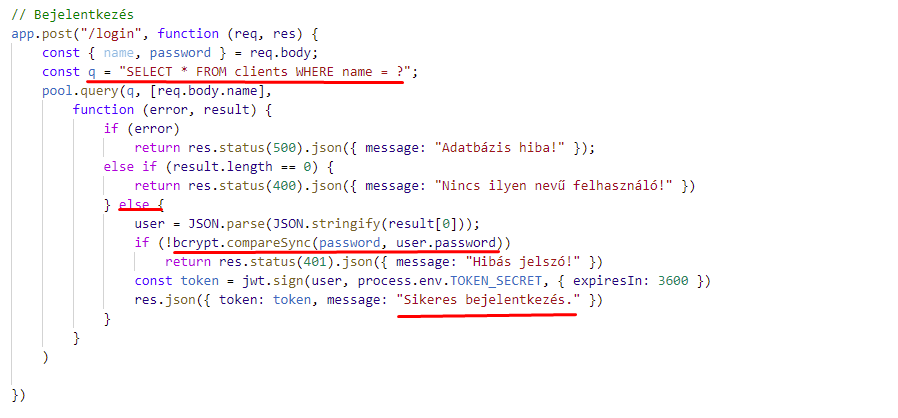 // Bejelentkezés
app.post("/login", function (req, res) {
    const { name, password } = req.body;
    const q = "SELECT * FROM clients WHERE name = ?";
    pool.query(q, [req.body.name],
        function (error, result) {
            if (error)
                return res.status(500).json({ message: "Adatbázis hiba!" });
            else if (result.length == 0) {
                return res.status(400).json({ message: "Nincs ilyen nevű felhasználó!" })
            } else {
                user = JSON.parse(JSON.stringify(result[0]));
                if (!bcrypt.compareSync(password, user.password))
                    return res.status(401).json({ message: "Hibás jelszó!" })
                const token = jwt.sign(user, process.env.TOKEN_SECRET, { expiresIn: 3600 })
                res.json({ token: token, message: "Sikeres bejelentkezés." })
            }
        }
    )
})